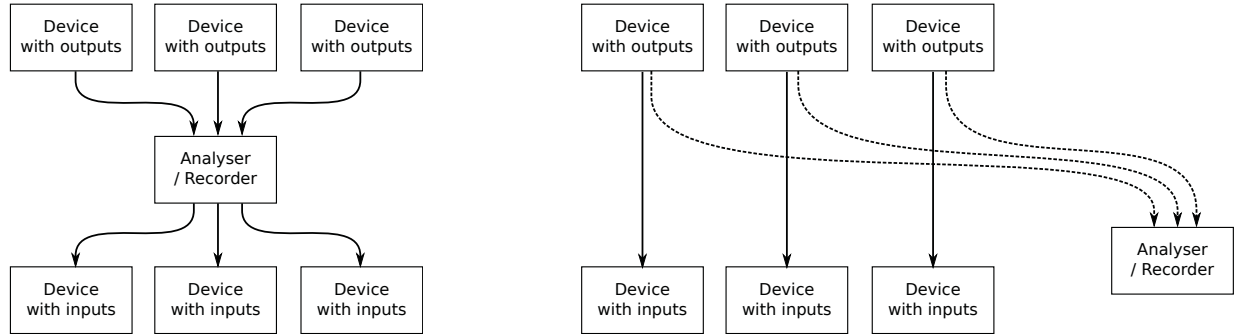 Device
with outputs
Device
with outputs
Device
with outputs
Analyser
/ Recorder
Device
with inputs
Device
with inputs
Device
with inputs
Device
with outputs
Device
with outputs
Device
with outputs
Analyser
/ Recorder
Device
with inputs
Device
with inputs
Device
with inputs